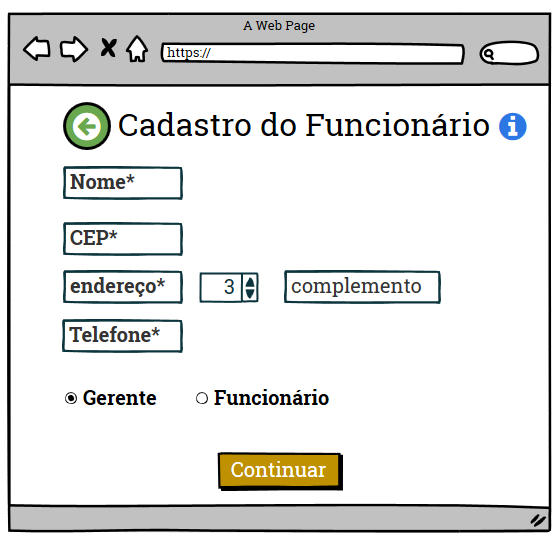 A Web Page
https://
Cadastro do Funcionário
Nome*
CEP*
endereço* 3 complemento
Telefone*
Gerente Funcionário
Continuar